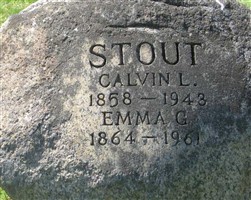 STOUT
CALVIN L.
1858 — 1943
EMMA G
1864 — 1961